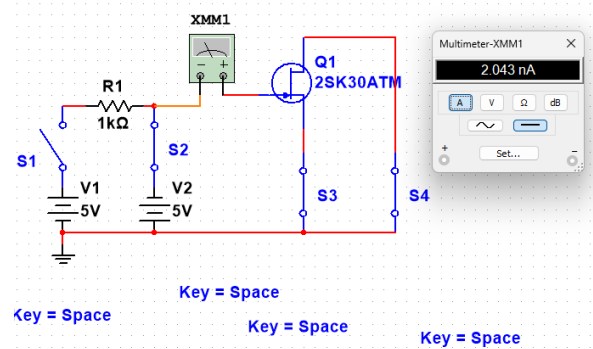 XMM1
Multimeter-XMM1 X
2.043 nA
A V Ω dB
Set...
+ -
- +
Q1
2SK30ATM
R1
1kΩ
S1
S2
V1
5V
V2
5V
S3
S4
Key = Space
Key = Space
Key = Space
Key = Space